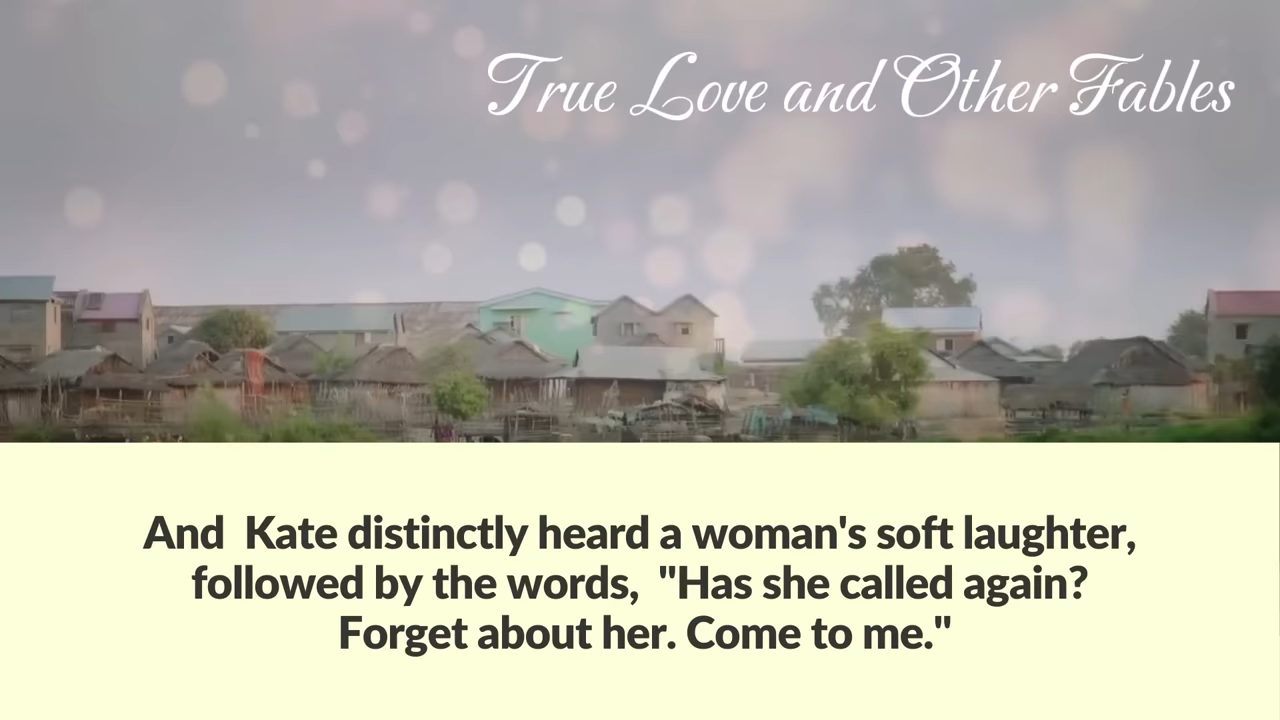 True Love and Other Fables
And  Kate distinctly heard a woman's soft laughter,
followed by the words,  "Has she called again?
Forget about her. Come to me."